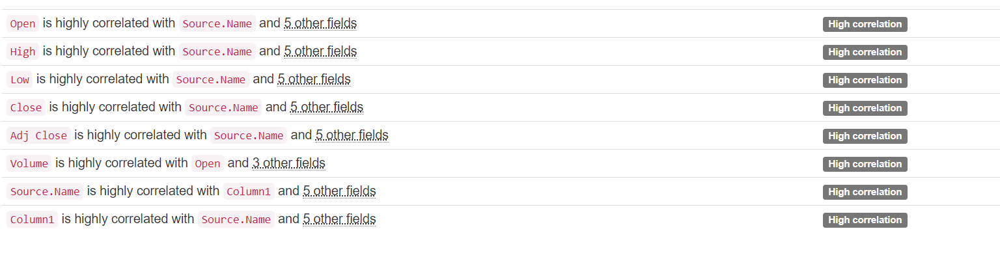 Open is highly correlated with Source.Name and 5 other fields High correlation
High is highly correlated with Source.Name and 5 other fields High correlation
Low is highly correlated with Source.Name and 5 other fields High correlation
Close is highly correlated with Source.Name and 5 other fields High correlation
Adj Close is highly correlated with Source.Name and 5 other fields High correlation
Volume is highly correlated with Open and 3 other fields High correlation
Source.Name is highly correlated with Column1 and 5 other fields High correlation
Column1 is highly correlated with Source.Name and 5 other fields High correlation